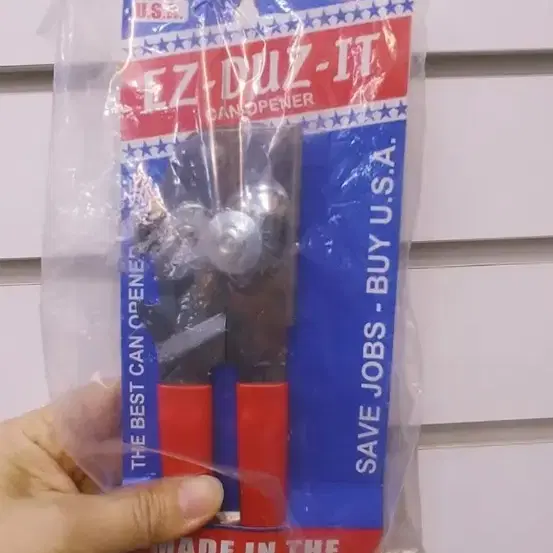 U.S.A.
EZ-DUZ-IT
CAN OPENER
THE BEST CAN OPENER
SAVE JOBS - BUY U.S.A.
MADE IN THE